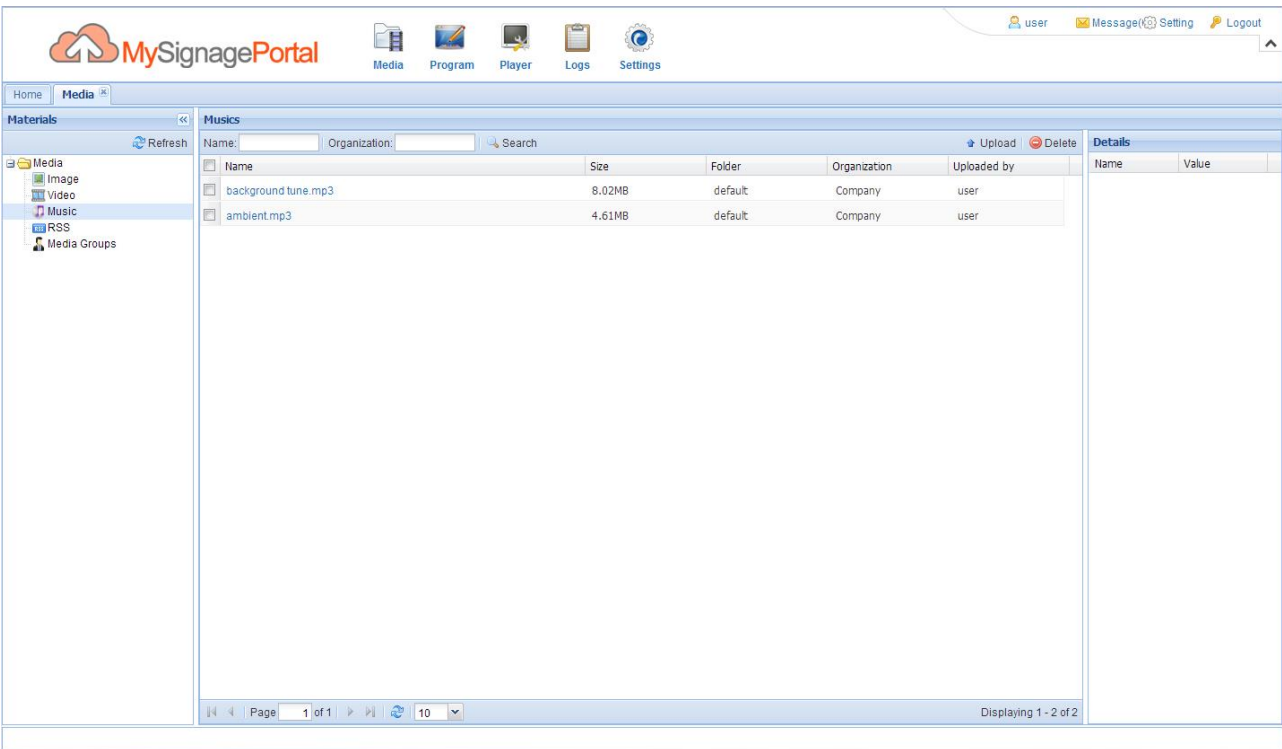 MySignagePortal
Media Program Player Logs Settings
user Message( Setting Logout
Home Media
Materials Musics
Refresh Name: Organization: Search Upload Delete Details
Media Name Size Folder Organization Uploaded by Name Value
Image
Video background tune.mp3 8.02MB default Company user
Music ambient.mp3 4.61MB default Company user
RSS
Media Groups
Page 1 of 1 10 Displaying 1 - 2 of 2